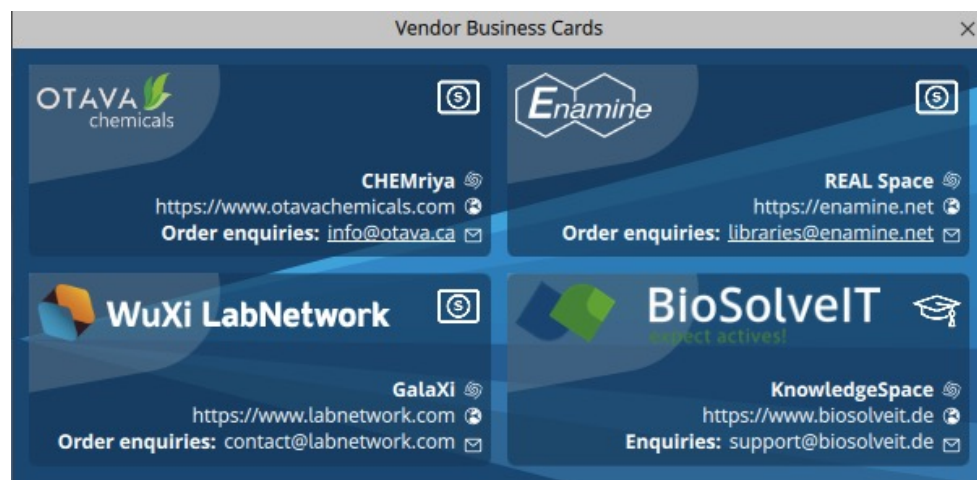 Vendor Business Cards
OTAVA
chemicals
CHEMriya
https://www.otavachemicals.com
Order enquiries: info@otava.ca
Enamine
REAL Space
https://enamine.net
Order enquiries: libraries@enamine.net
WuXi LabNetwork
GalaXi
https://www.labnetwork.com
Order enquiries: contact@labnetwork.com
BioSolveIT
expect actives!
KnowledgeSpace
https://www.biosolveit.de
Enquiries: support@biosolveit.de